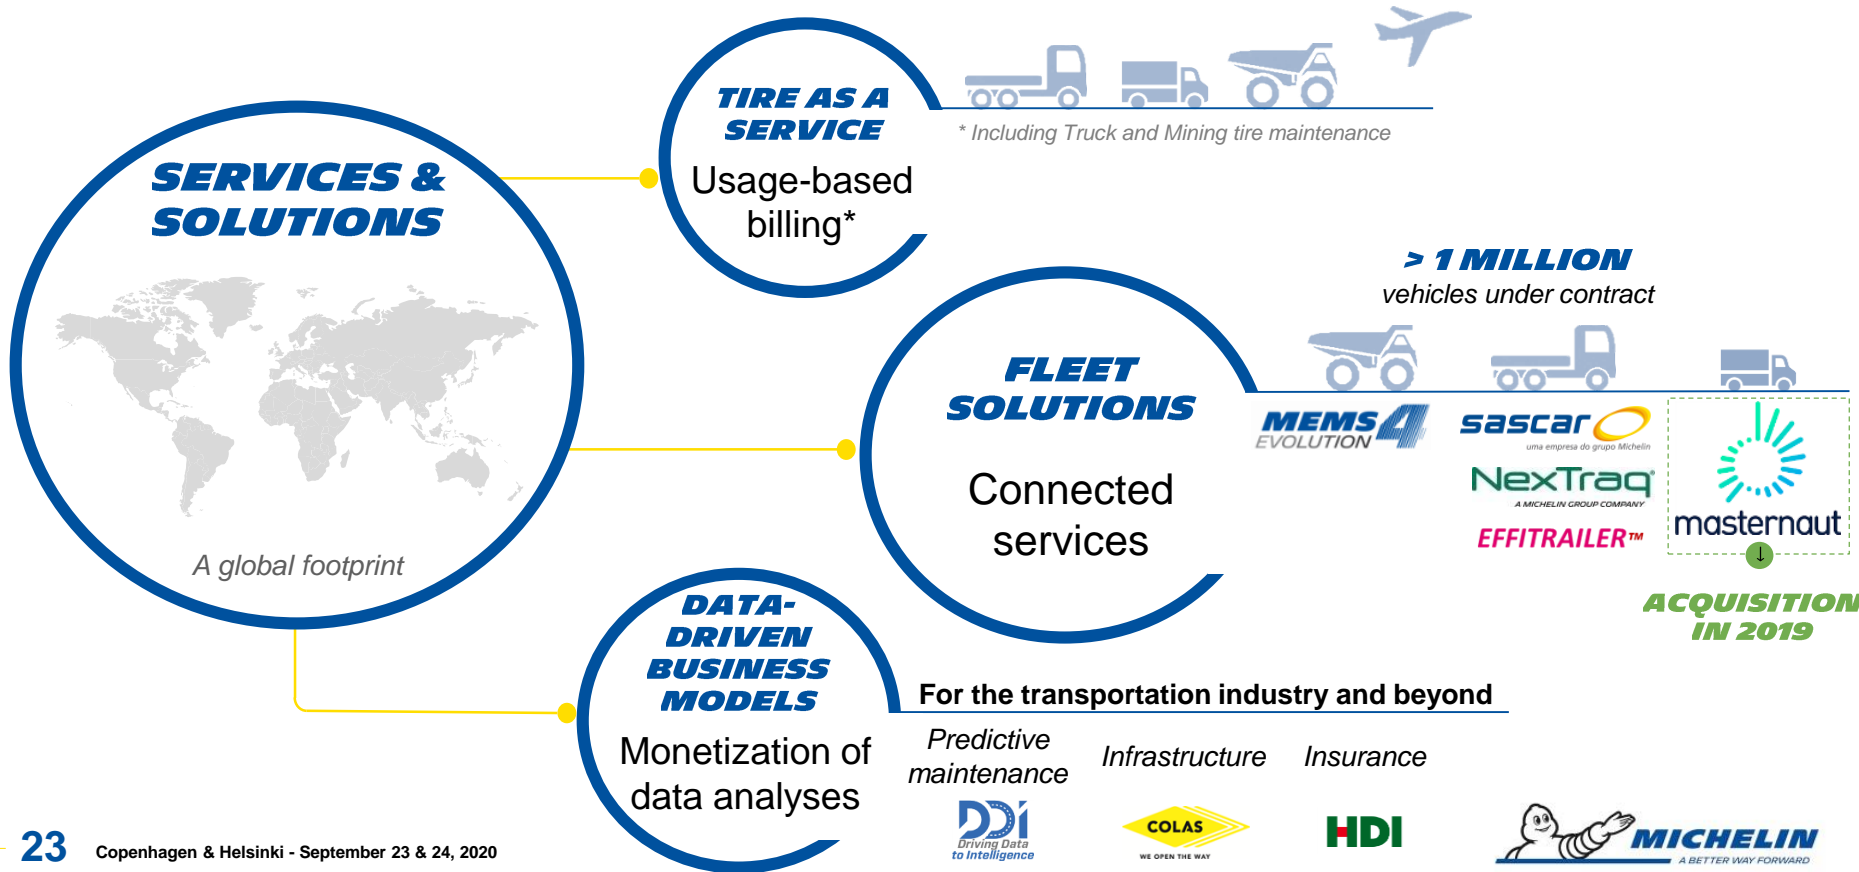 SERVICES &
SOLUTIONS
A global footprint
TIRE AS A
SERVICE
Usage-based
billing*
* Including Truck and Mining tire maintenance
FLEET
SOLUTIONS
Connected
services
> 1 MILLION
vehicles under contract
MEMS4
EVOLUTION
sascar
uma empresa do grupo Michelin
NexTraq®
A MICHELIN GROUP COMPANY
EFFITRAILER™
masternaut
↓
ACQUISITION
IN 2019
DATA-
DRIVEN
BUSINESS
MODELS
Monetization of
data analyses
For the transportation industry and beyond
Predictive
maintenance
Infrastructure
Insurance
DDi
Driving Data
to Intelligence
COLAS
WE OPEN THE WAY
HDI
23
Copenhagen & Helsinki - September 23 & 24, 2020
MICHELIN
A BETTER WAY FORWARD